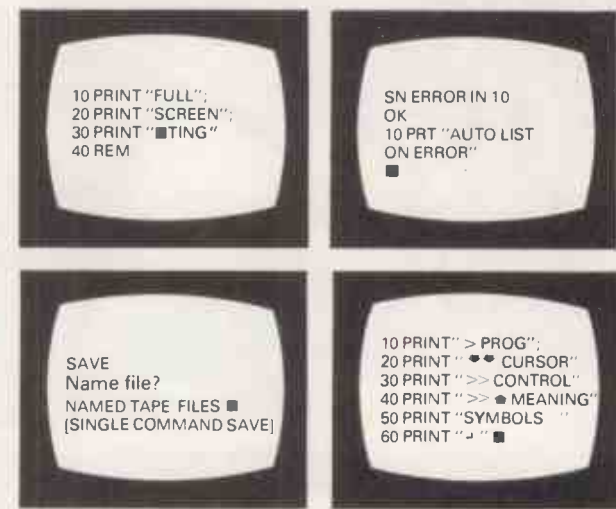 10 PRINT "FULL";
20 PRINT "SCREEN";
30 PRINT "■TING"
40 REM
SN ERROR IN 10
OK
10 PRT "AUTO LIST
ON ERROR"
■
SAVE
Name file?
NAMED TAPE FILES ■
[SINGLE COMMAND SAVE]
10 PRINT" > PROG";
20 PRINT " CURSOR"
30 PRINT ">> CONTROL"
40 PRINT ">> MEANING"
50 PRINT "SYMBOLS "
60 PRINT "┘" ■